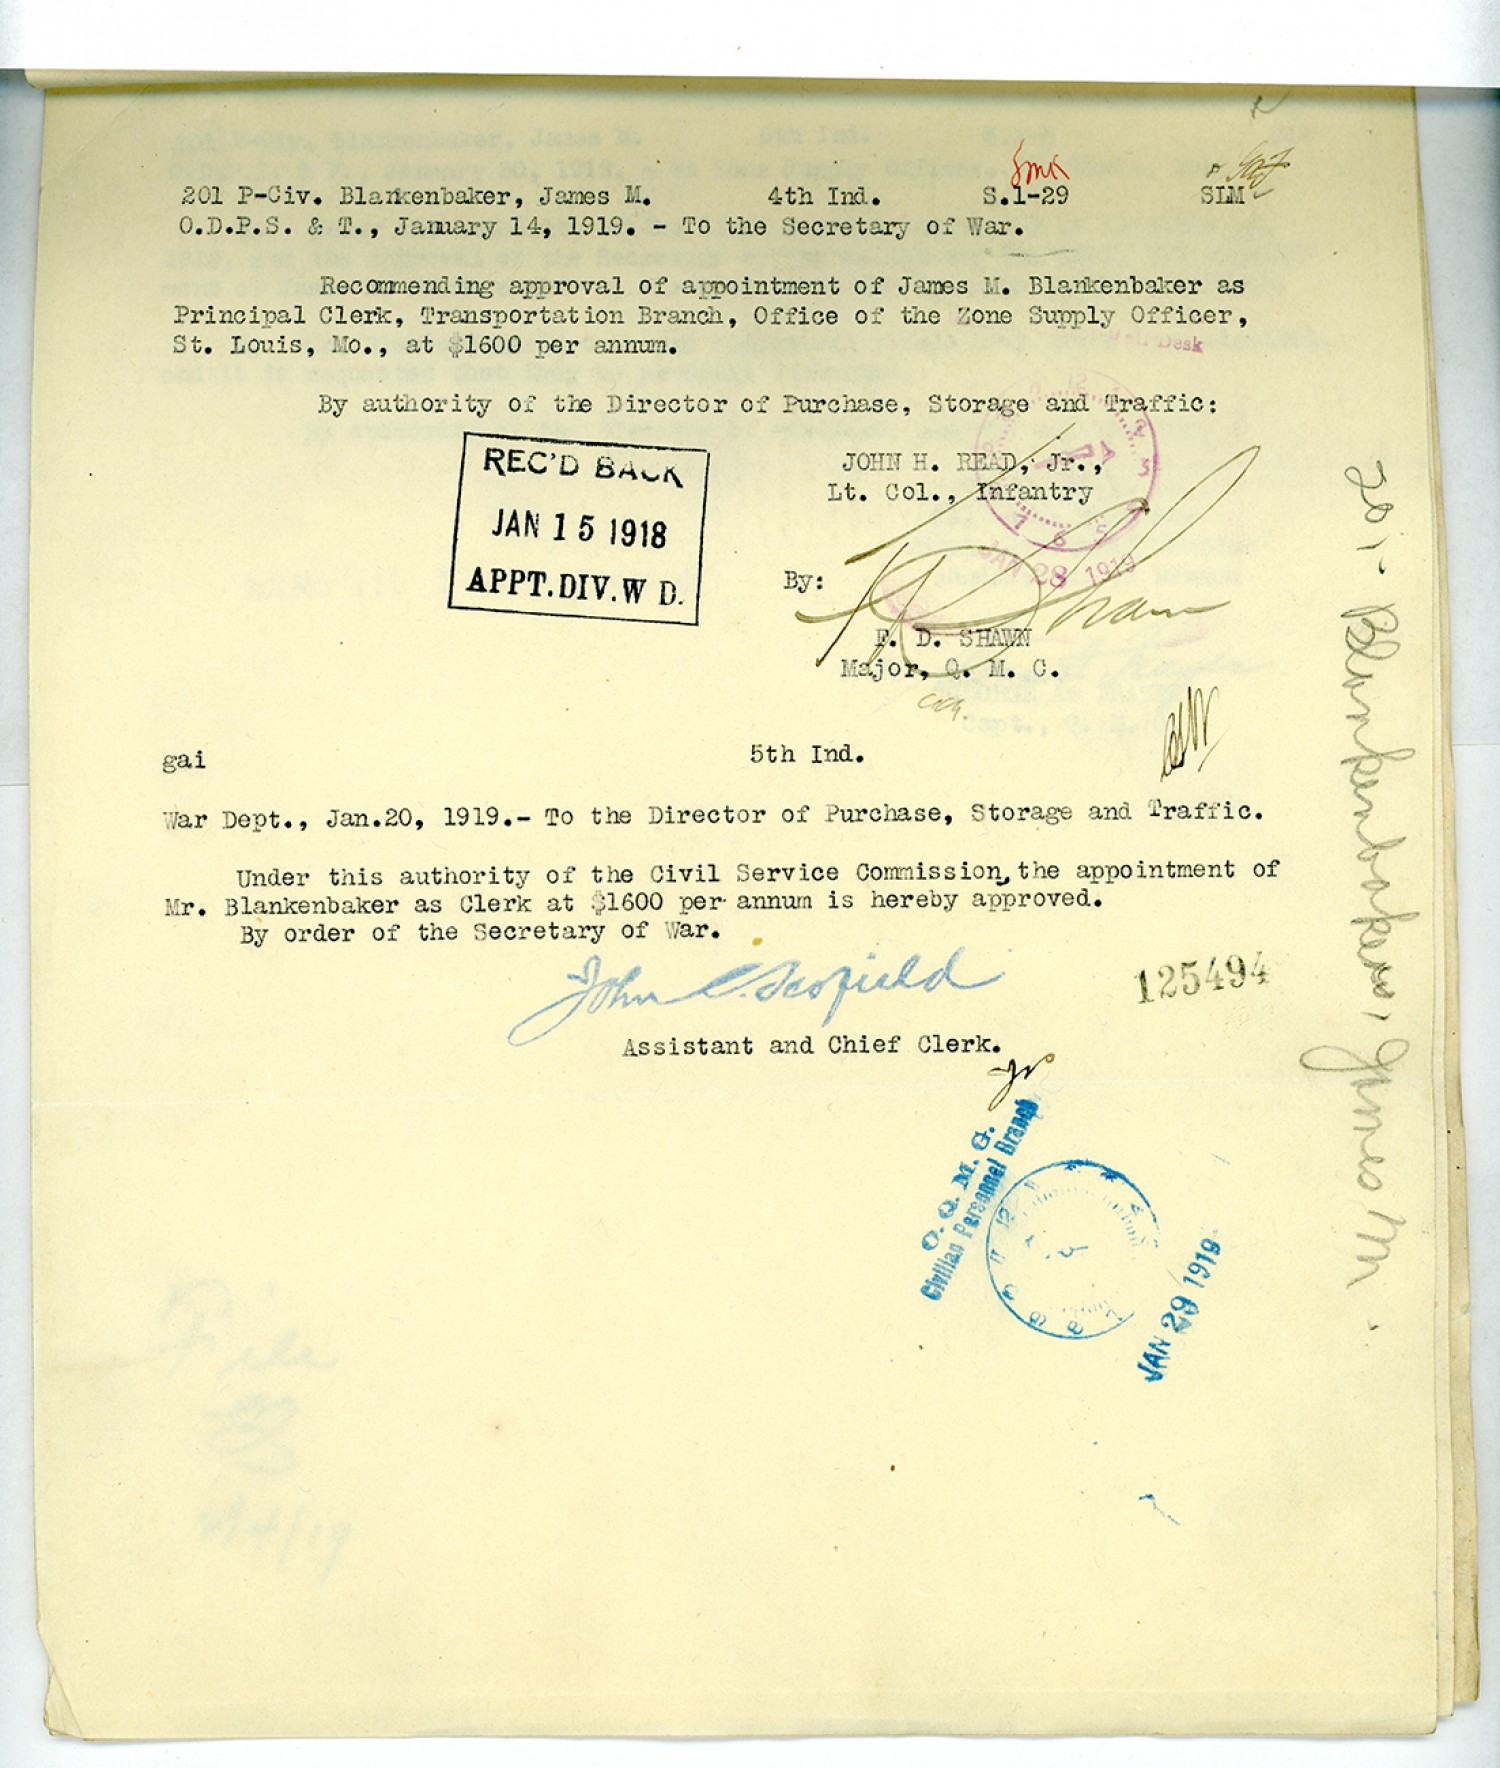 201 P-Civ. Blankenbaker, James M. 4th Ind. S.1-29 SLM
O.D.P.S. & T., January 14, 1919. - To the Secretary of War.
Recommending approval of appointment of James M. Blankenbaker as
Principal Clerk, Transportation Branch, Office of the Zone Supply Officer,
St. Louis, Mo., at $1600 per annum.
Desk
By authority of the Director of Purchase, Storage and Traffic:
REC'D BACK
JAN 15 1918
APPT. DIV. W D.
JOHN H. READ, Jr.,
Lt. Col., Infantry
JAN 28 1919
By:
F. D. SHAWN
Major, Q. M. C.
gai 5th Ind.
War Dept., Jan.20, 1919.- To the Director of Purchase, Storage and Traffic.
Under this authority of the Civil Service Commission, the appointment of
Mr. Blankenbaker as Clerk at $1600 per annum is hereby approved.
By order of the Secretary of War.
John C. Scofield
125494
Assistant and Chief Clerk.
O. Q. M. G.
Civilian Personnel Branch
JAN 29 1919
201- Blankenbaker, James M.